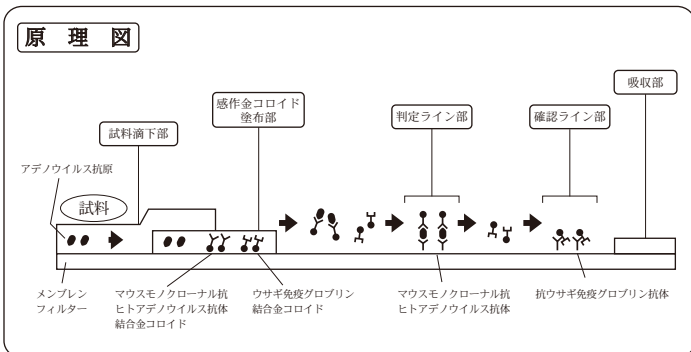 原理図
吸収部
感作金コロイド
塗布部
判定ライン部
確認ライン部
試料滴下部
アデノウイルス抗原
試料
メンブレン
フィルター
マウスモノクローナル抗
ヒトアデノウイルス抗体
結合金コロイド
ウサギ免疫グロブリン
結合金コロイド
マウスモノクローナル抗
ヒトアデノウイルス抗体
抗ウサギ免疫グロブリン抗体